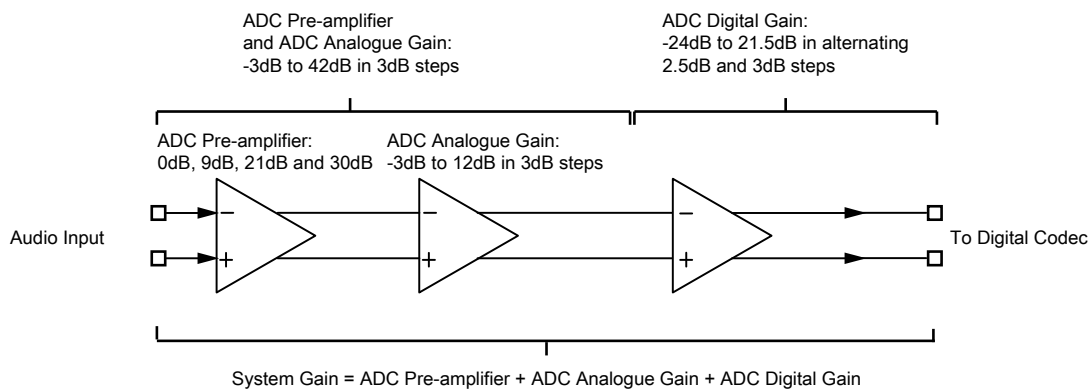 ADC Pre-amplifier
and ADC Analogue Gain:
-3dB to 42dB in 3dB steps
ADC Digital Gain:
-24dB to 21.5dB in alternating
2.5dB and 3dB steps
ADC Pre-amplifier:
0dB, 9dB, 21dB and 30dB
ADC Analogue Gain:
-3dB to 12dB in 3dB steps
Audio Input
− + − + − +
To Digital Codec
System Gain = ADC Pre-amplifier + ADC Analogue Gain + ADC Digital Gain